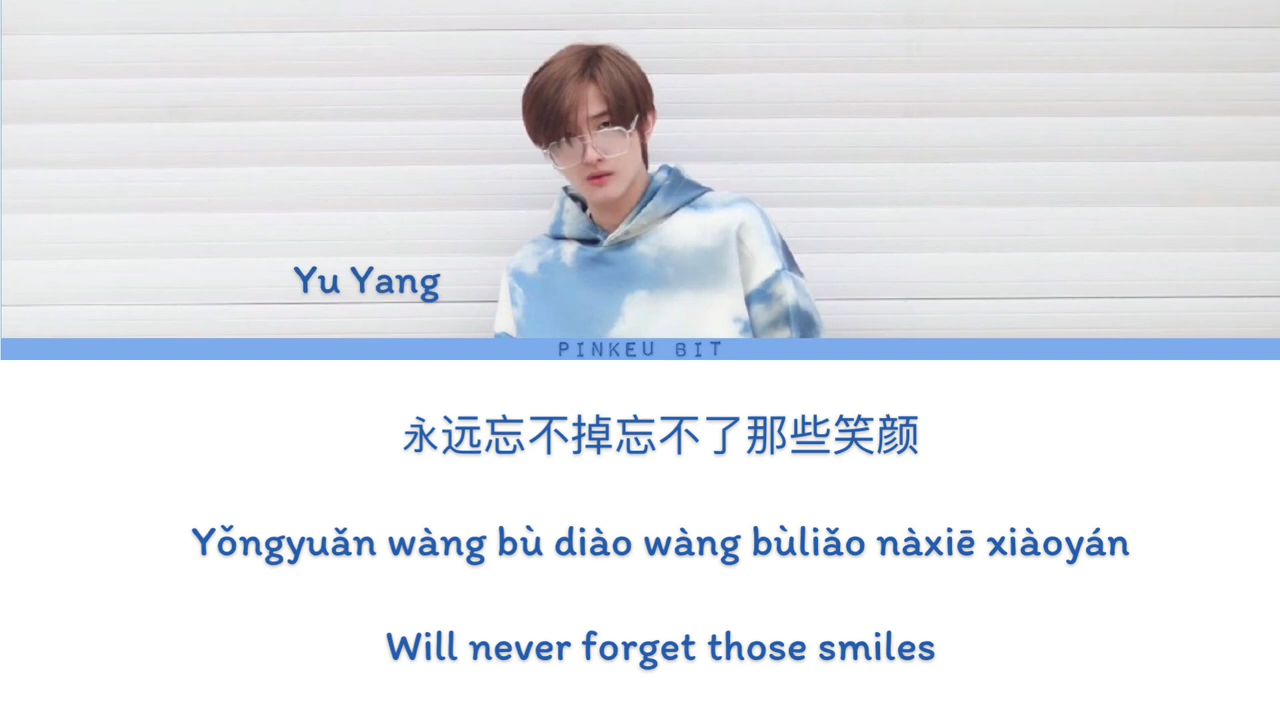 Yu Yang
PINKEU BIT
永远忘不掉忘不了那些笑颜
Yǒngyuǎn wàng bù diào wàng bùliǎo nàxiē xiàoyán
Will never forget those smiles